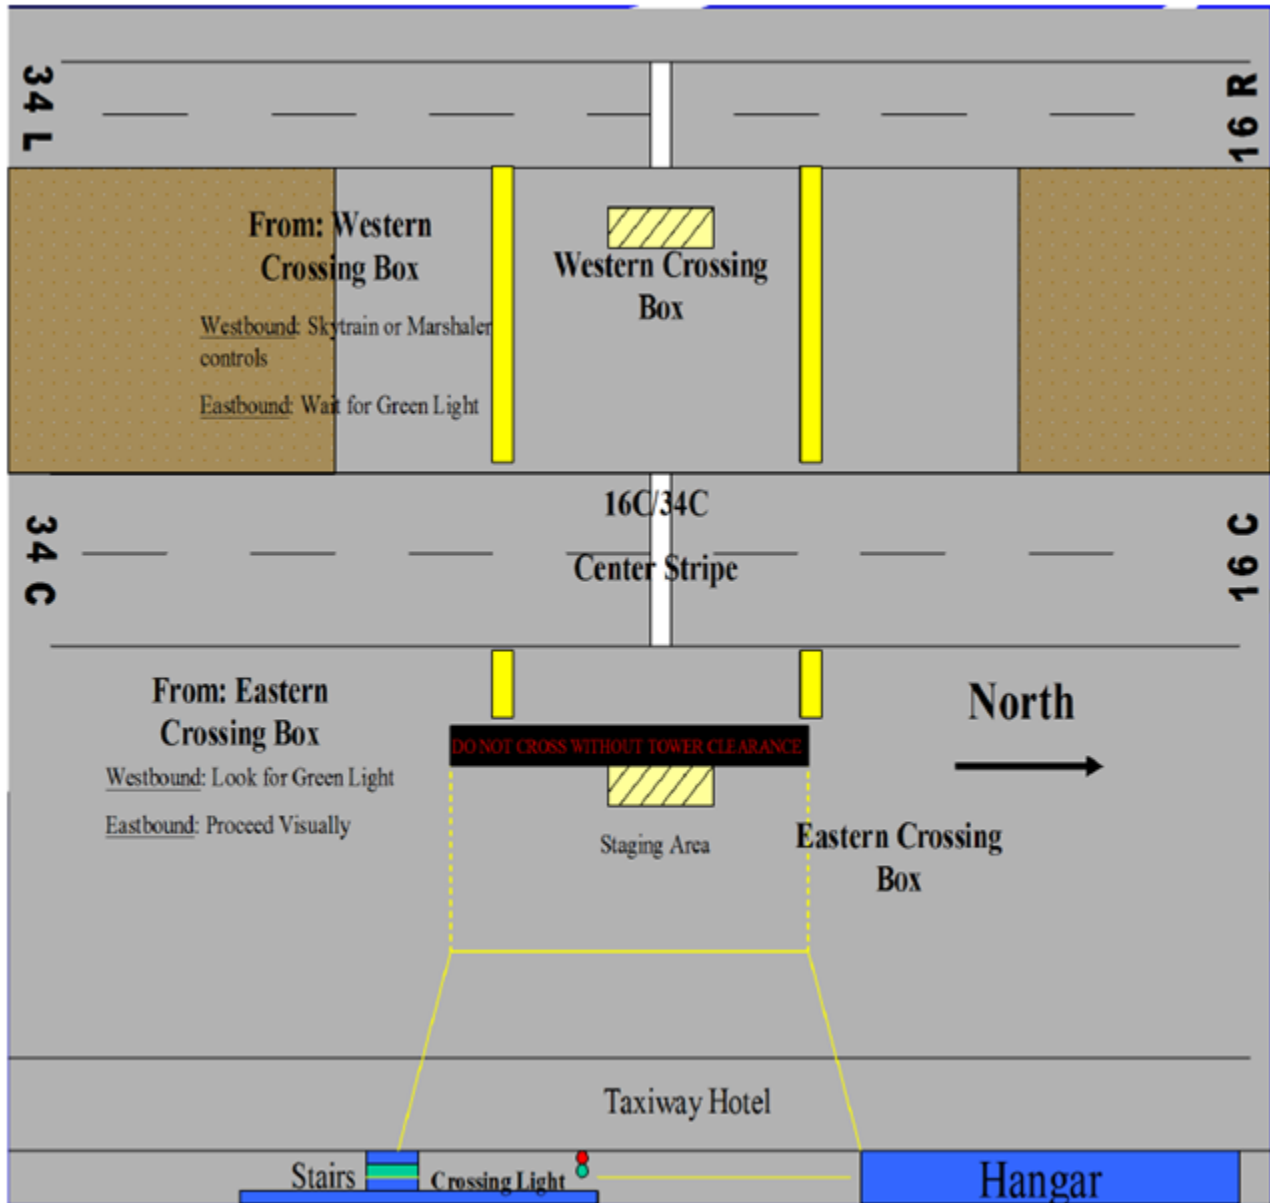 34 L
16 R
From: Western
Crossing Box
Western Crossing
Box
Westbound: Skytrain or Marshaler
controls
Eastbound: Wait for Green Light
16C/34C
Center Stripe
34 C
16 C
From: Eastern
Crossing Box
North
DO NOT CROSS WITHOUT TOWER CLEARANCE
Westbound: Look for Green Light
Eastbound: Proceed Visually
Staging Area
Eastern Crossing
Box
Taxiway Hotel
Stairs
Crossing Light
Hangar